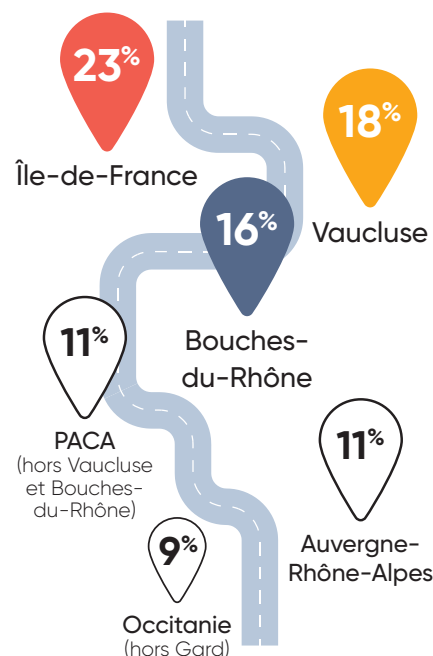 23%
Île-de-France
18%
Vaucluse
16%
Bouches-
du-Rhône
11%
PACA
(hors Vaucluse
et Bouches-
du-Rhône)
11%
Auvergne-
Rhône-Alpes
9%
Occitanie
(hors Gard)